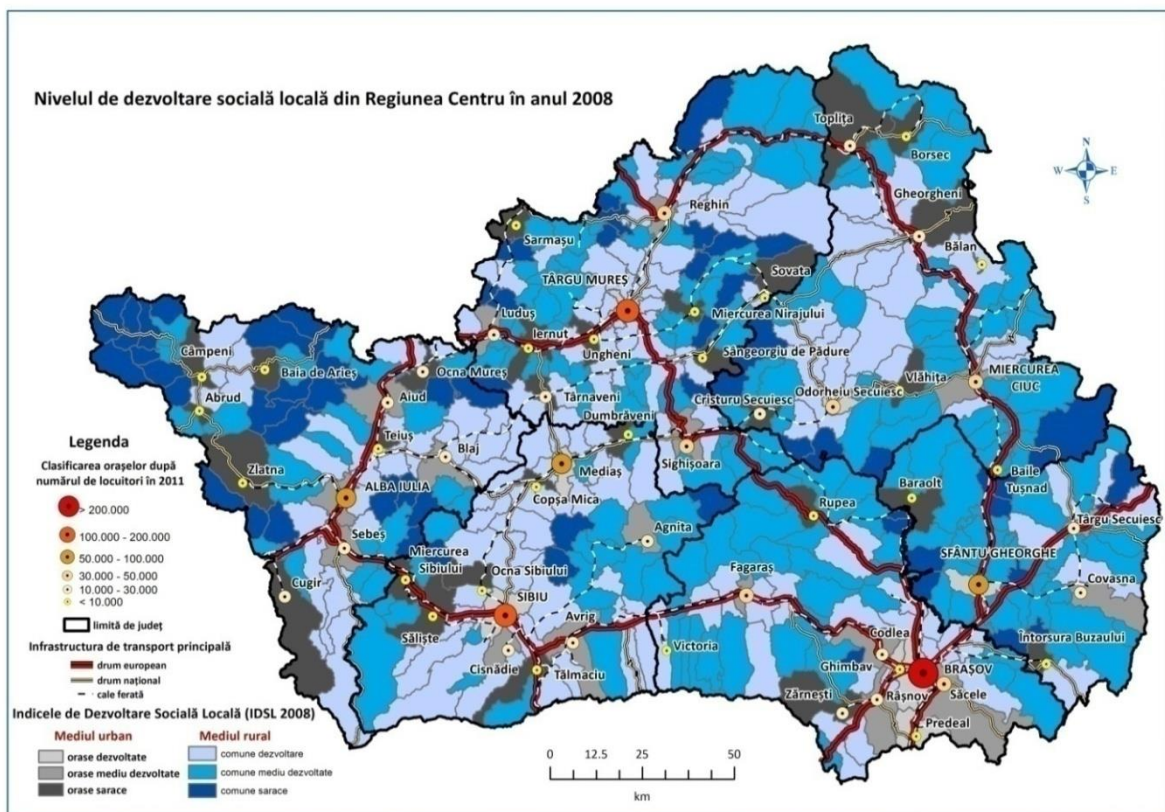 Nivelul de dezvoltare socială locală din Regiunea Centru în anul 2008
N
W E
S
Toplița
Borsec
Gheorgheni
Reghin
Bălan
Sarmașu
Sovata
TÂRGU MUREȘ
Luduș
Miercurea Nirajului
Iernut
Ungheni
Sângeorgiu de Pădure
Câmpeni
Baia de Arieș
Ocna Mureș
Vlăhița
MIERCUREA
CIUC
Abrud
Aiud
Târnaveni
Cristuru Secuiesc
Odorheiu Secuiesc
Dumbrăveni
Teiuș
Blaj
Sighișoara
Zlatna
Mediaș
Baile
Tușnad
ALBA IULIA
Copșa Mica
Baraolt
Rupea
Târgu Secuiesc
Agnita
Sebeș
Miercurea
Sibiului
Ocna Sibiului
SFÂNTU GHEORGHE
Fagaraș
Covasna
Cugir
SIBIU
Avrig
Săliște
Codlea
Întorsura Buzaului
Cisnădie
Victoria
Tălmaciu
Ghimbav
BRAȘOV
Zărnești
Râșnov
Săcele
Predeal
Legenda
Clasificarea orașelor după
numărul de locuitori în 2011
> 200.000
100.000 - 200.000
50.000 - 100.000
30.000 - 50.000
10.000 - 30.000
< 10.000
limită de județ
Infrastructura de transport principală
drum european
drum național
cale ferată
Indicele de Dezvoltare Socială Locală (IDSL 2008)
Mediul urban Mediul rural
orase dezvoltate comune dezvoltare
orase mediu dezvoltate comune mediu dezvoltate
orase sarace comune sarace
0 12.5 25 50
km